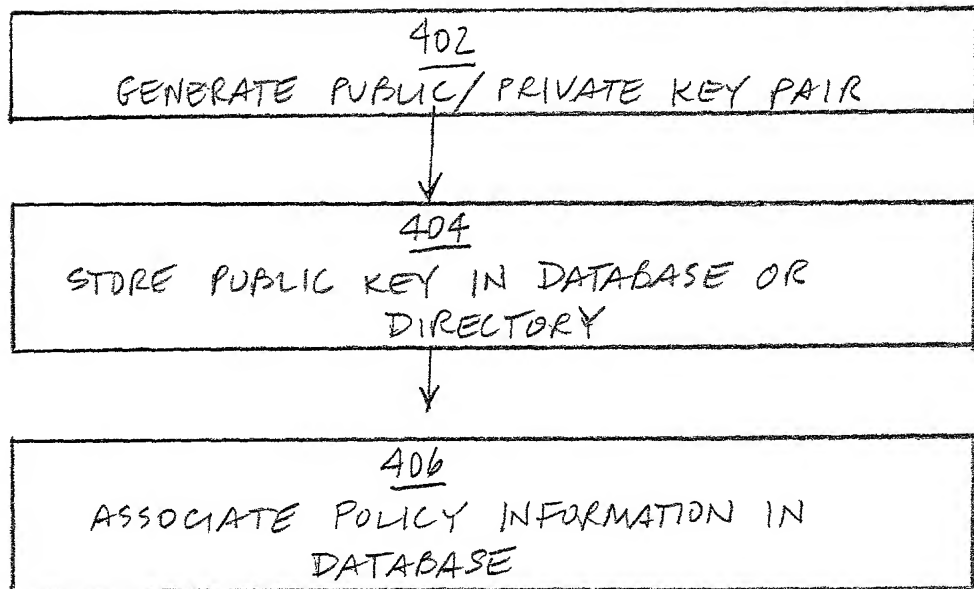 402
GENERATE PUBLIC/PRIVATE KEY PAIR
404
STORE PUBLIC KEY IN DATABASE OR
DIRECTORY
406
ASSOCIATE POLICY INFORMATION IN
DATABASE